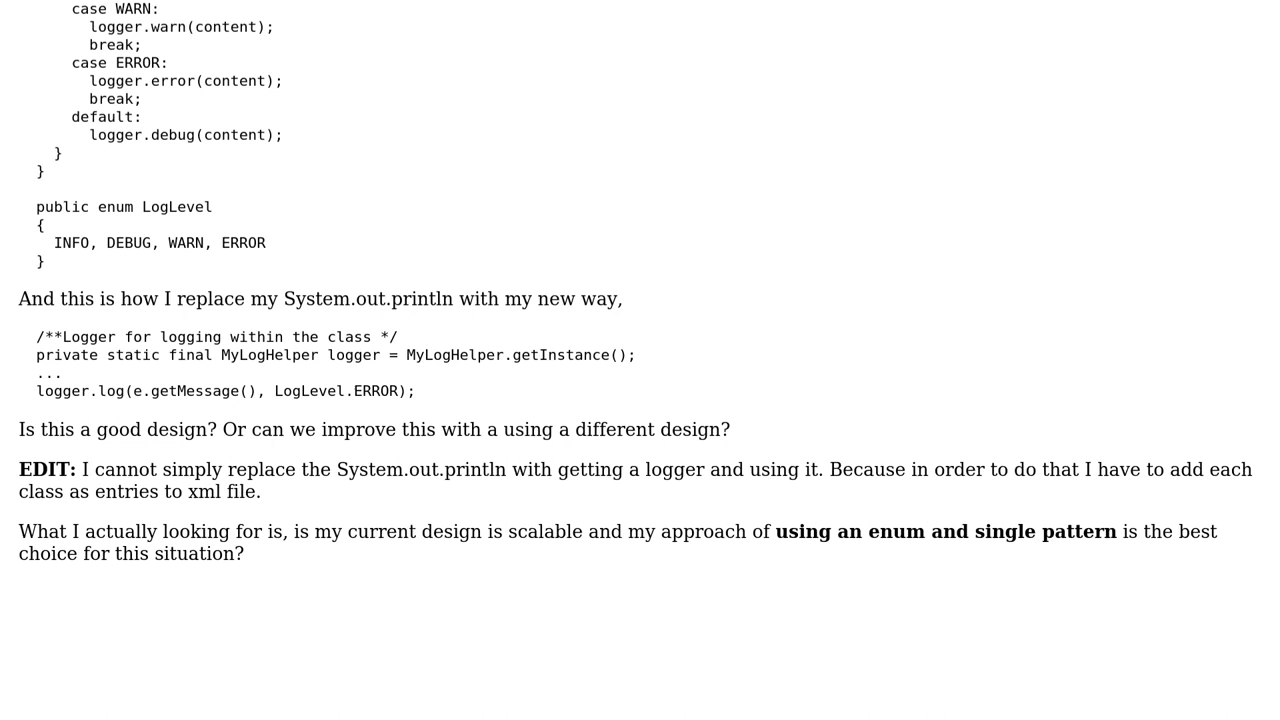 case WARN:
logger.warn(content);
break;
case ERROR:
logger.error(content);
break;
default:
logger.debug(content);
}
}
public enum LogLevel
{
INFO, DEBUG, WARN, ERROR
}
And this is how I replace my System.out.println with my new way,
/**Logger for logging within the class */
private static final MyLogHelper logger = MyLogHelper.getInstance();
...
logger.log(e.getMessage(), LogLevel.ERROR);
Is this a good design? Or can we improve this with a using a different design?
EDIT: I cannot simply replace the System.out.println with getting a logger and using it. Because in order to do that I have to add each
class as entries to xml file.
What I actually looking for is, is my current design is scalable and my approach of using an enum and single pattern is the best
choice for this situation?